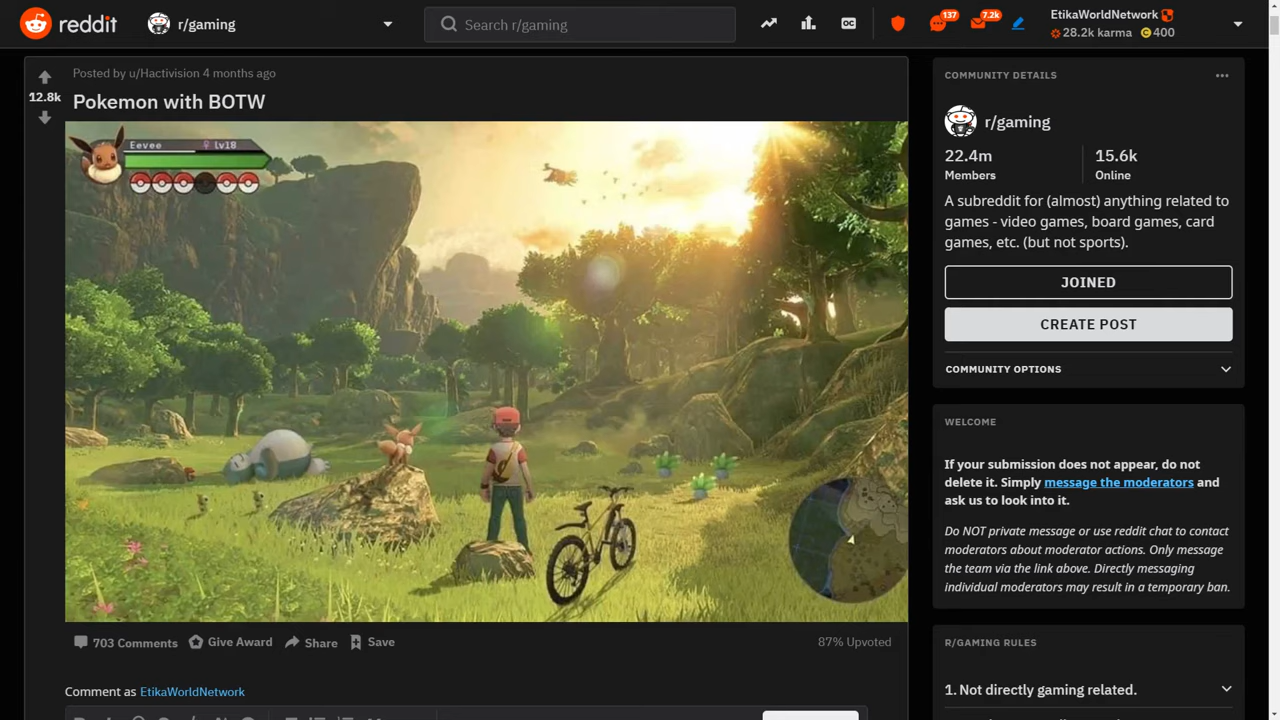 reddit
r/gaming
Search r/gaming
137
7.2k
EtikaWorldNetwork
28.2k karma
400
Posted by u/Hactivision 4 months ago
12.8k
Pokemon with BOTW
Eevee ♀ Lvl8
703 Comments
Give Award
Share
Save
87% Upvoted
Comment as EtikaWorldNetwork
COMMUNITY DETAILS
r/gaming
22.4m
Members
15.6k
Online
A subreddit for (almost) anything related to
games - video games, board games, card
games, etc. (but not sports).
JOINED
CREATE POST
COMMUNITY OPTIONS
WELCOME
If your submission does not appear, do not
delete it. Simply message the moderators and
ask us to look into it.
Do NOT private message or use reddit chat to contact
moderators about moderator actions. Only message
the team via the link above. Directly messaging
individual moderators may result in a temporary ban.
R/GAMING RULES
1. Not directly gaming related.